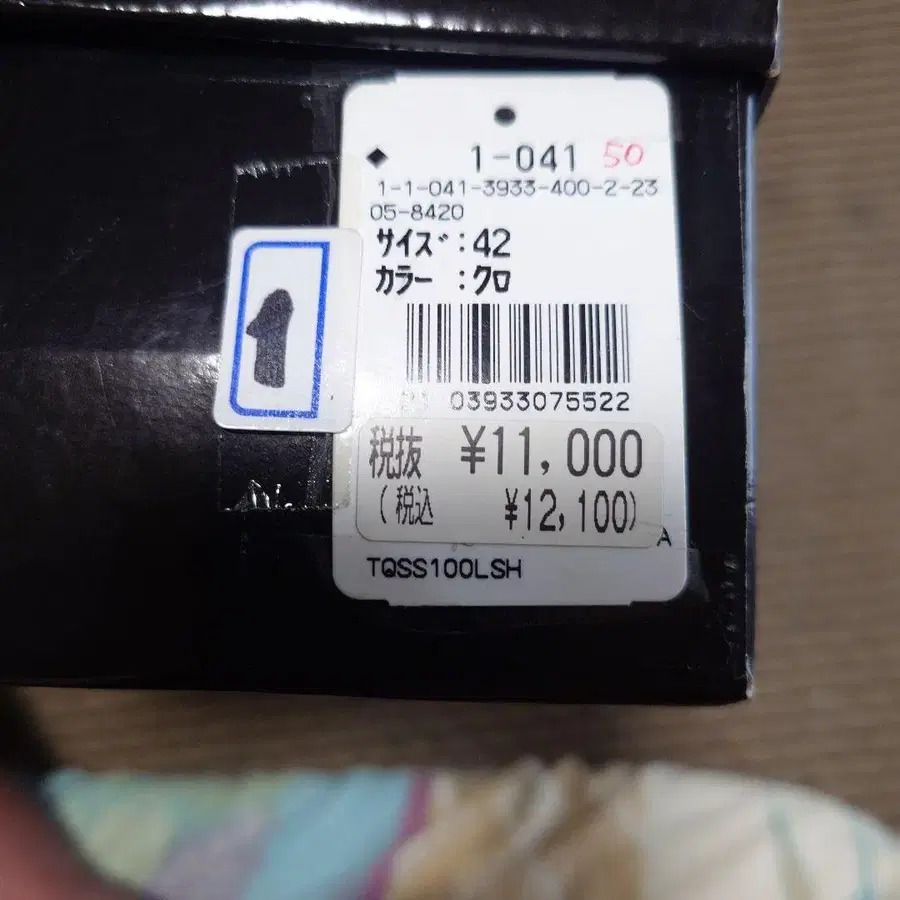 ◆ 1-041 50
1-1-041-3933-400-2-23
05-8420
サイズ:42
カラー:クロ
03933075522
税抜 ¥11,000
(税込 ¥12,100)
A
TQSS100LSH
1